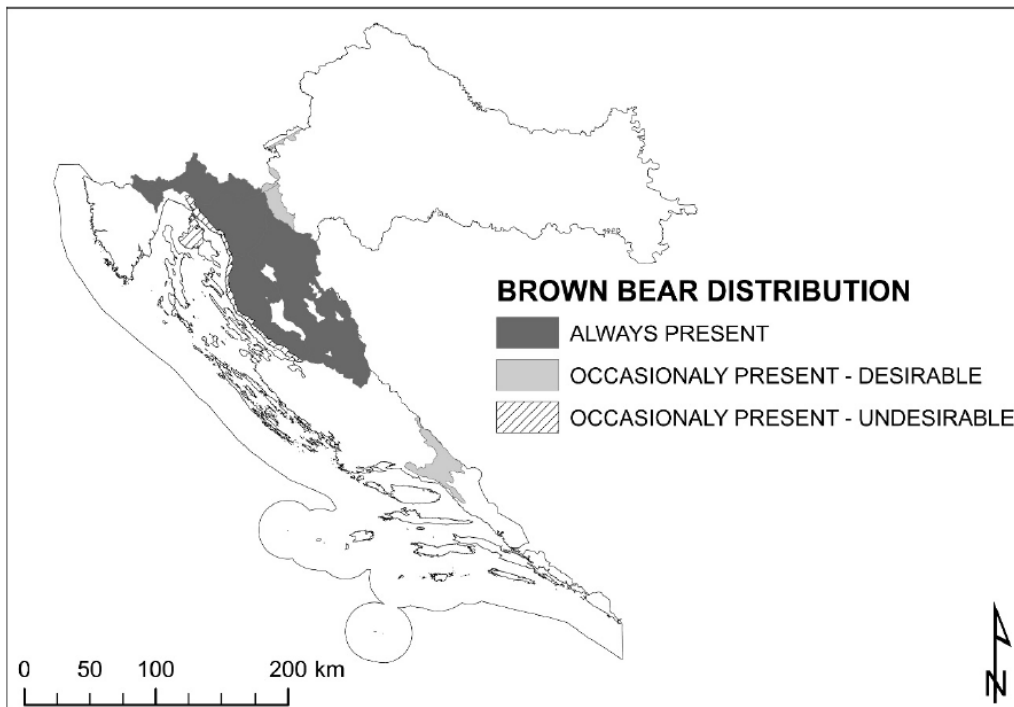 BROWN BEAR DISTRIBUTION
ALWAYS PRESENT
OCCASIONALY PRESENT - DESIRABLE
OCCASIONALY PRESENT - UNDESIRABLE
0 50 100 200 km
N